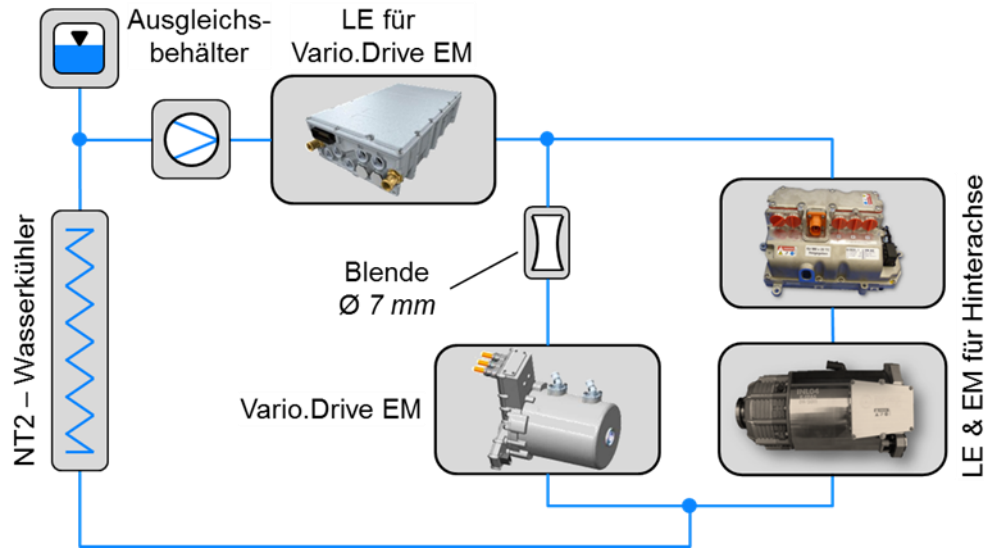 Ausgleichs-
behälter
LE für
Vario.Drive EM
NT2 – Wasserkühler
Blende
Ø 7 mm
Vario.Drive EM
LE & EM für Hinterachse